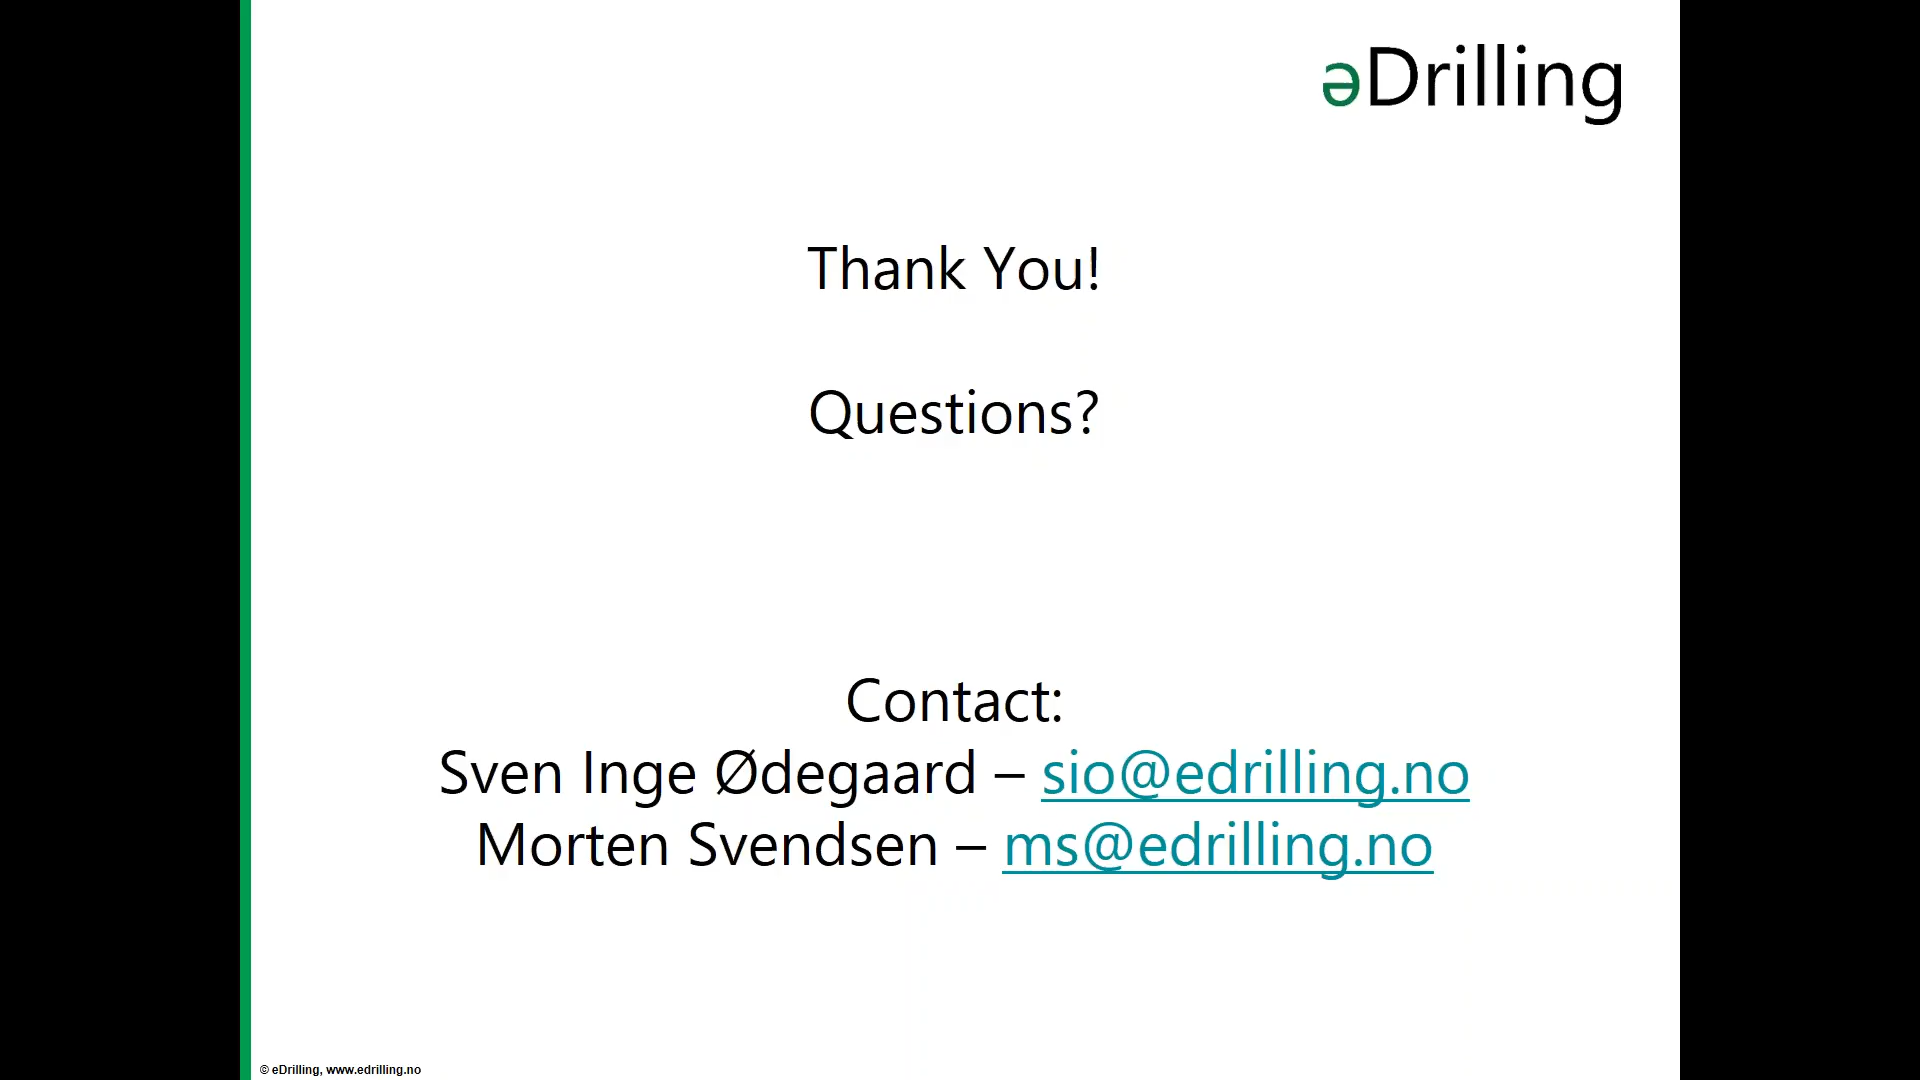 əDrilling
Thank You!
Questions?
Contact:
Sven Inge Ødegaard – sio@edrilling.no
Morten Svendsen – ms@edrilling.no
© eDrilling, www.edrilling.no